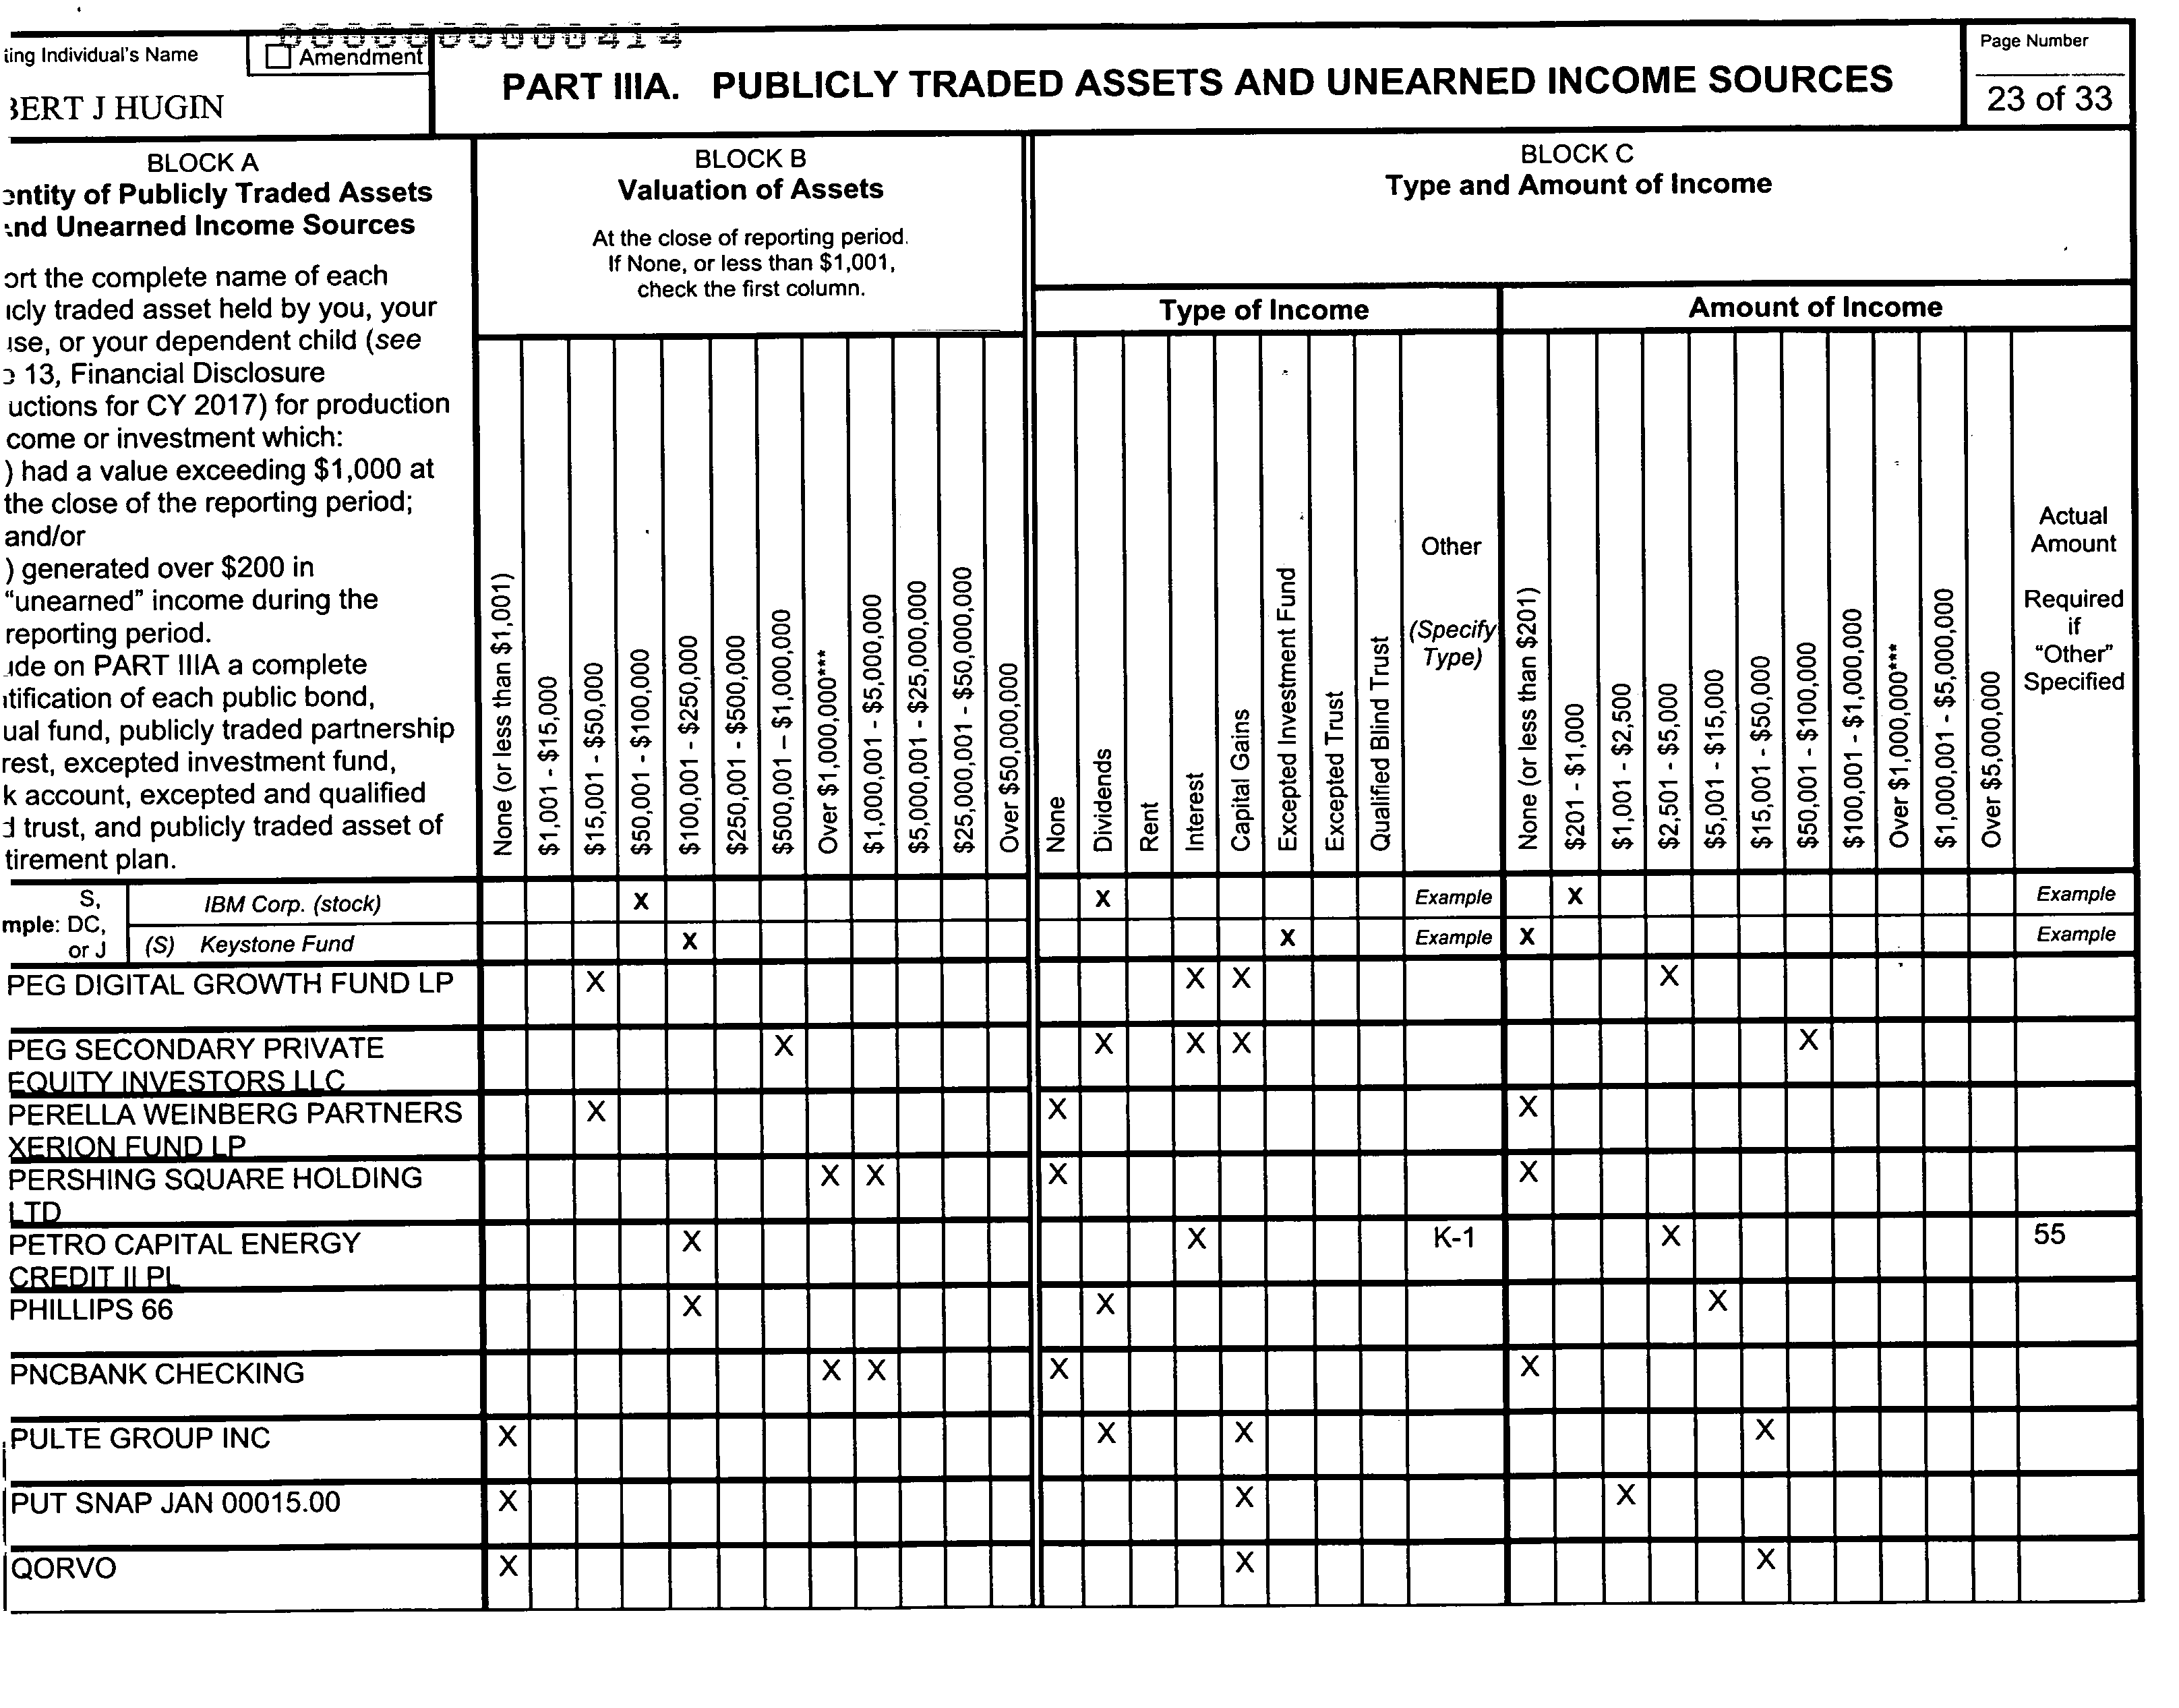 000000000414
ting Individual's Name
Amendment
BERT J HUGIN
PART IIIA. PUBLICLY TRADED ASSETS AND UNEARNED INCOME SOURCES
Page Number
23 of 33
BLOCK A
entity of Publicly Traded Assets
and Unearned Income Sources
ort the complete name of each
icly traded asset held by you, your
use, or your dependent child (see
e 13, Financial Disclosure
uctions for CY 2017) for production
come or investment which:
) had a value exceeding $1,000 at
the close of the reporting period;
and/or
) generated over $200 in
"unearned" income during the
reporting period.
ude on PART IIIA a complete
ntification of each public bond,
ual fund, publicly traded partnership
rest, excepted investment fund,
k account, excepted and qualified
d trust, and publicly traded asset of
tirement plan.
BLOCK B
Valuation of Assets
At the close of reporting period.
If None, or less than $1,001,
check the first column.
None (or less than $1,001)
$1,001 - $15,000
$15,001 - $50,000
$50,001 - $100,000
$100,001 - $250,000
$250,001 - $500,000
$500,001 – $1,000,000
Over $1,000,000***
$1,000,001 - $5,000,000
$5,000,001 - $25,000,000
$25,000,001 - $50,000,000
Over $50,000,000
BLOCK C
Type and Amount of Income
Type of Income
None
Dividends
Rent
Interest
Capital Gains
Excepted Investment Fund
Excepted Trust
Qualified Blind Trust
Other
(Specify
Type)
Amount of Income
None (or less than $201)
$201 - $1,000
$1,001 - $2,500
$2,501 - $5,000
$5,001 - $15,000
$15,001 - $50,000
$50,001 - $100,000
$100,001 - $1,000,000
Over $1,000,000***
$1,000,001 - $5,000,000
Over $5,000,000
Actual
Amount
Required
if
"Other"
Specified
mple:
S,
DC,
or J
IBM Corp. (stock) X X Example X Example
(S) Keystone Fund X X Example X Example
PEG DIGITAL GROWTH FUND LP X X X X
PEG SECONDARY PRIVATE X X X X X
EQUITY INVESTORS LLC
PERELLA WEINBERG PARTNERS X X X
XERION FUND LP
PERSHING SQUARE HOLDING X X X X
LTD
PETRO CAPITAL ENERGY X X K-1 X 55
CREDIT II PL
PHILLIPS 66 X X X
PNCBANK CHECKING X X X X
PULTE GROUP INC X X X X
PUT SNAP JAN 00015.00 X X X
QORVO X X X